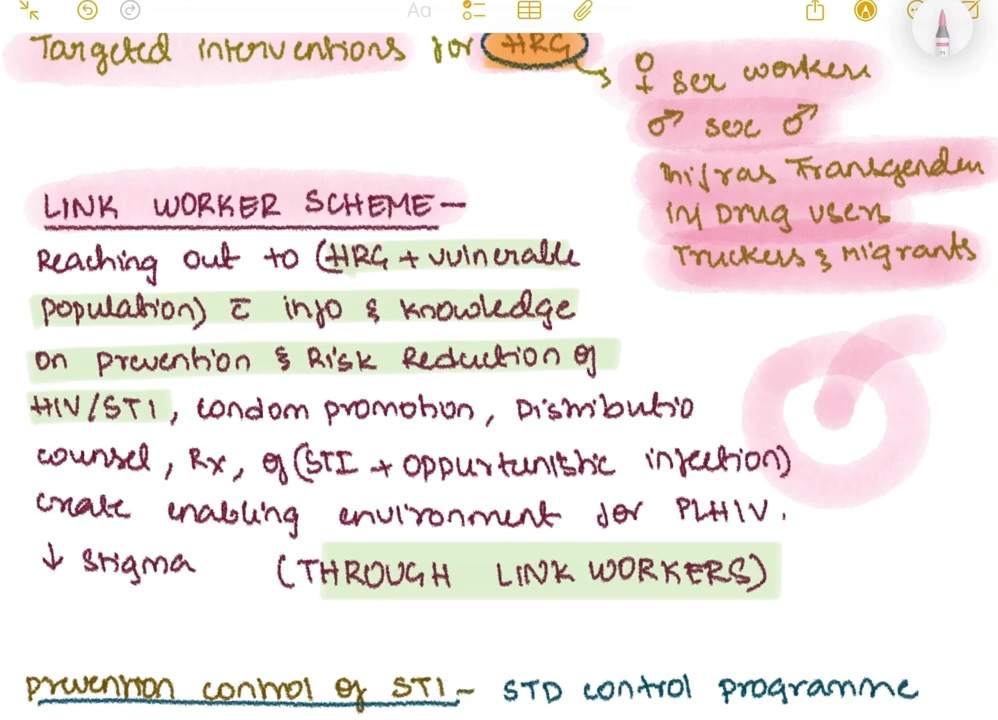 Aa
Targeted interventions for HRG
♀ sex workers
♂ sex ♂
Hijras Transgender
inj Drug users
Truckers & Migrants
LINK WORKER SCHEME-
Reaching out to (HRG + vulnerable
population) c̄ info & knowledge
on prevention & Risk Reduction of
HIV/STI, condom promotion, Distributio
counsel, Rx, of (STI + oppurtunistic infection)
create enabling environment for PLHIV.
↓ stigma (THROUGH LINK WORKERS)
prevention control of STI - STD control programme